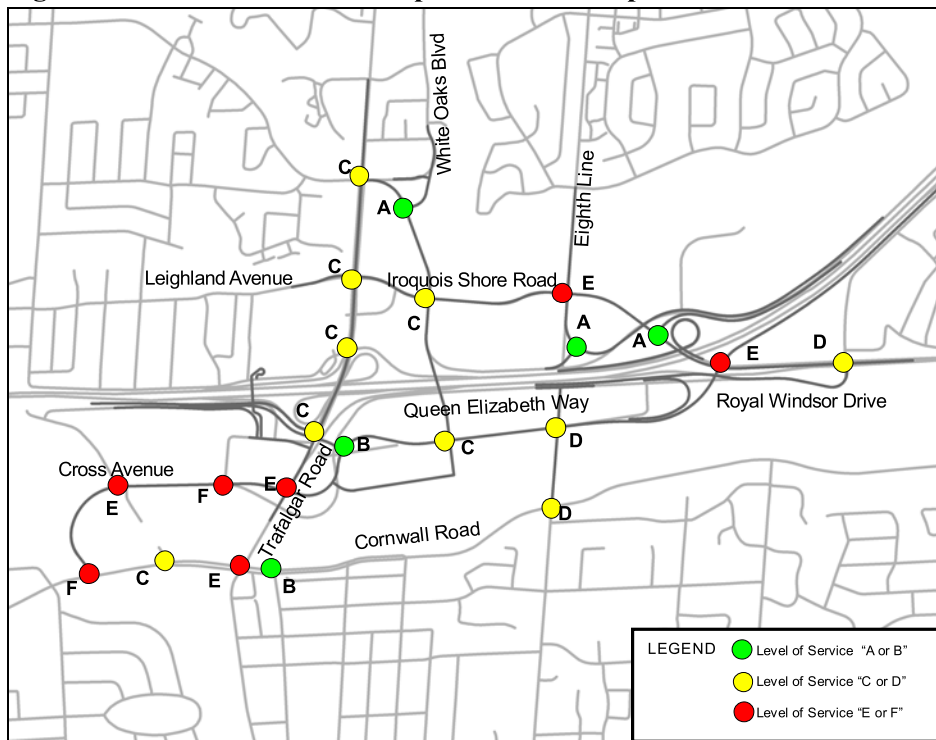 White Oaks Blvd
Eighth Line
C
A
Leighland Avenue
C
Iroquois Shore Road
E
C
A
A
C
E
D
Royal Windsor Drive
Queen Elizabeth Way
C
B
C
D
Cross Avenue
E
F
E
Trafalgar Road
D
Cornwall Road
F
C
E
B
LEGEND
Level of Service “A or B”
Level of Service “C or D”
Level of Service “E or F”